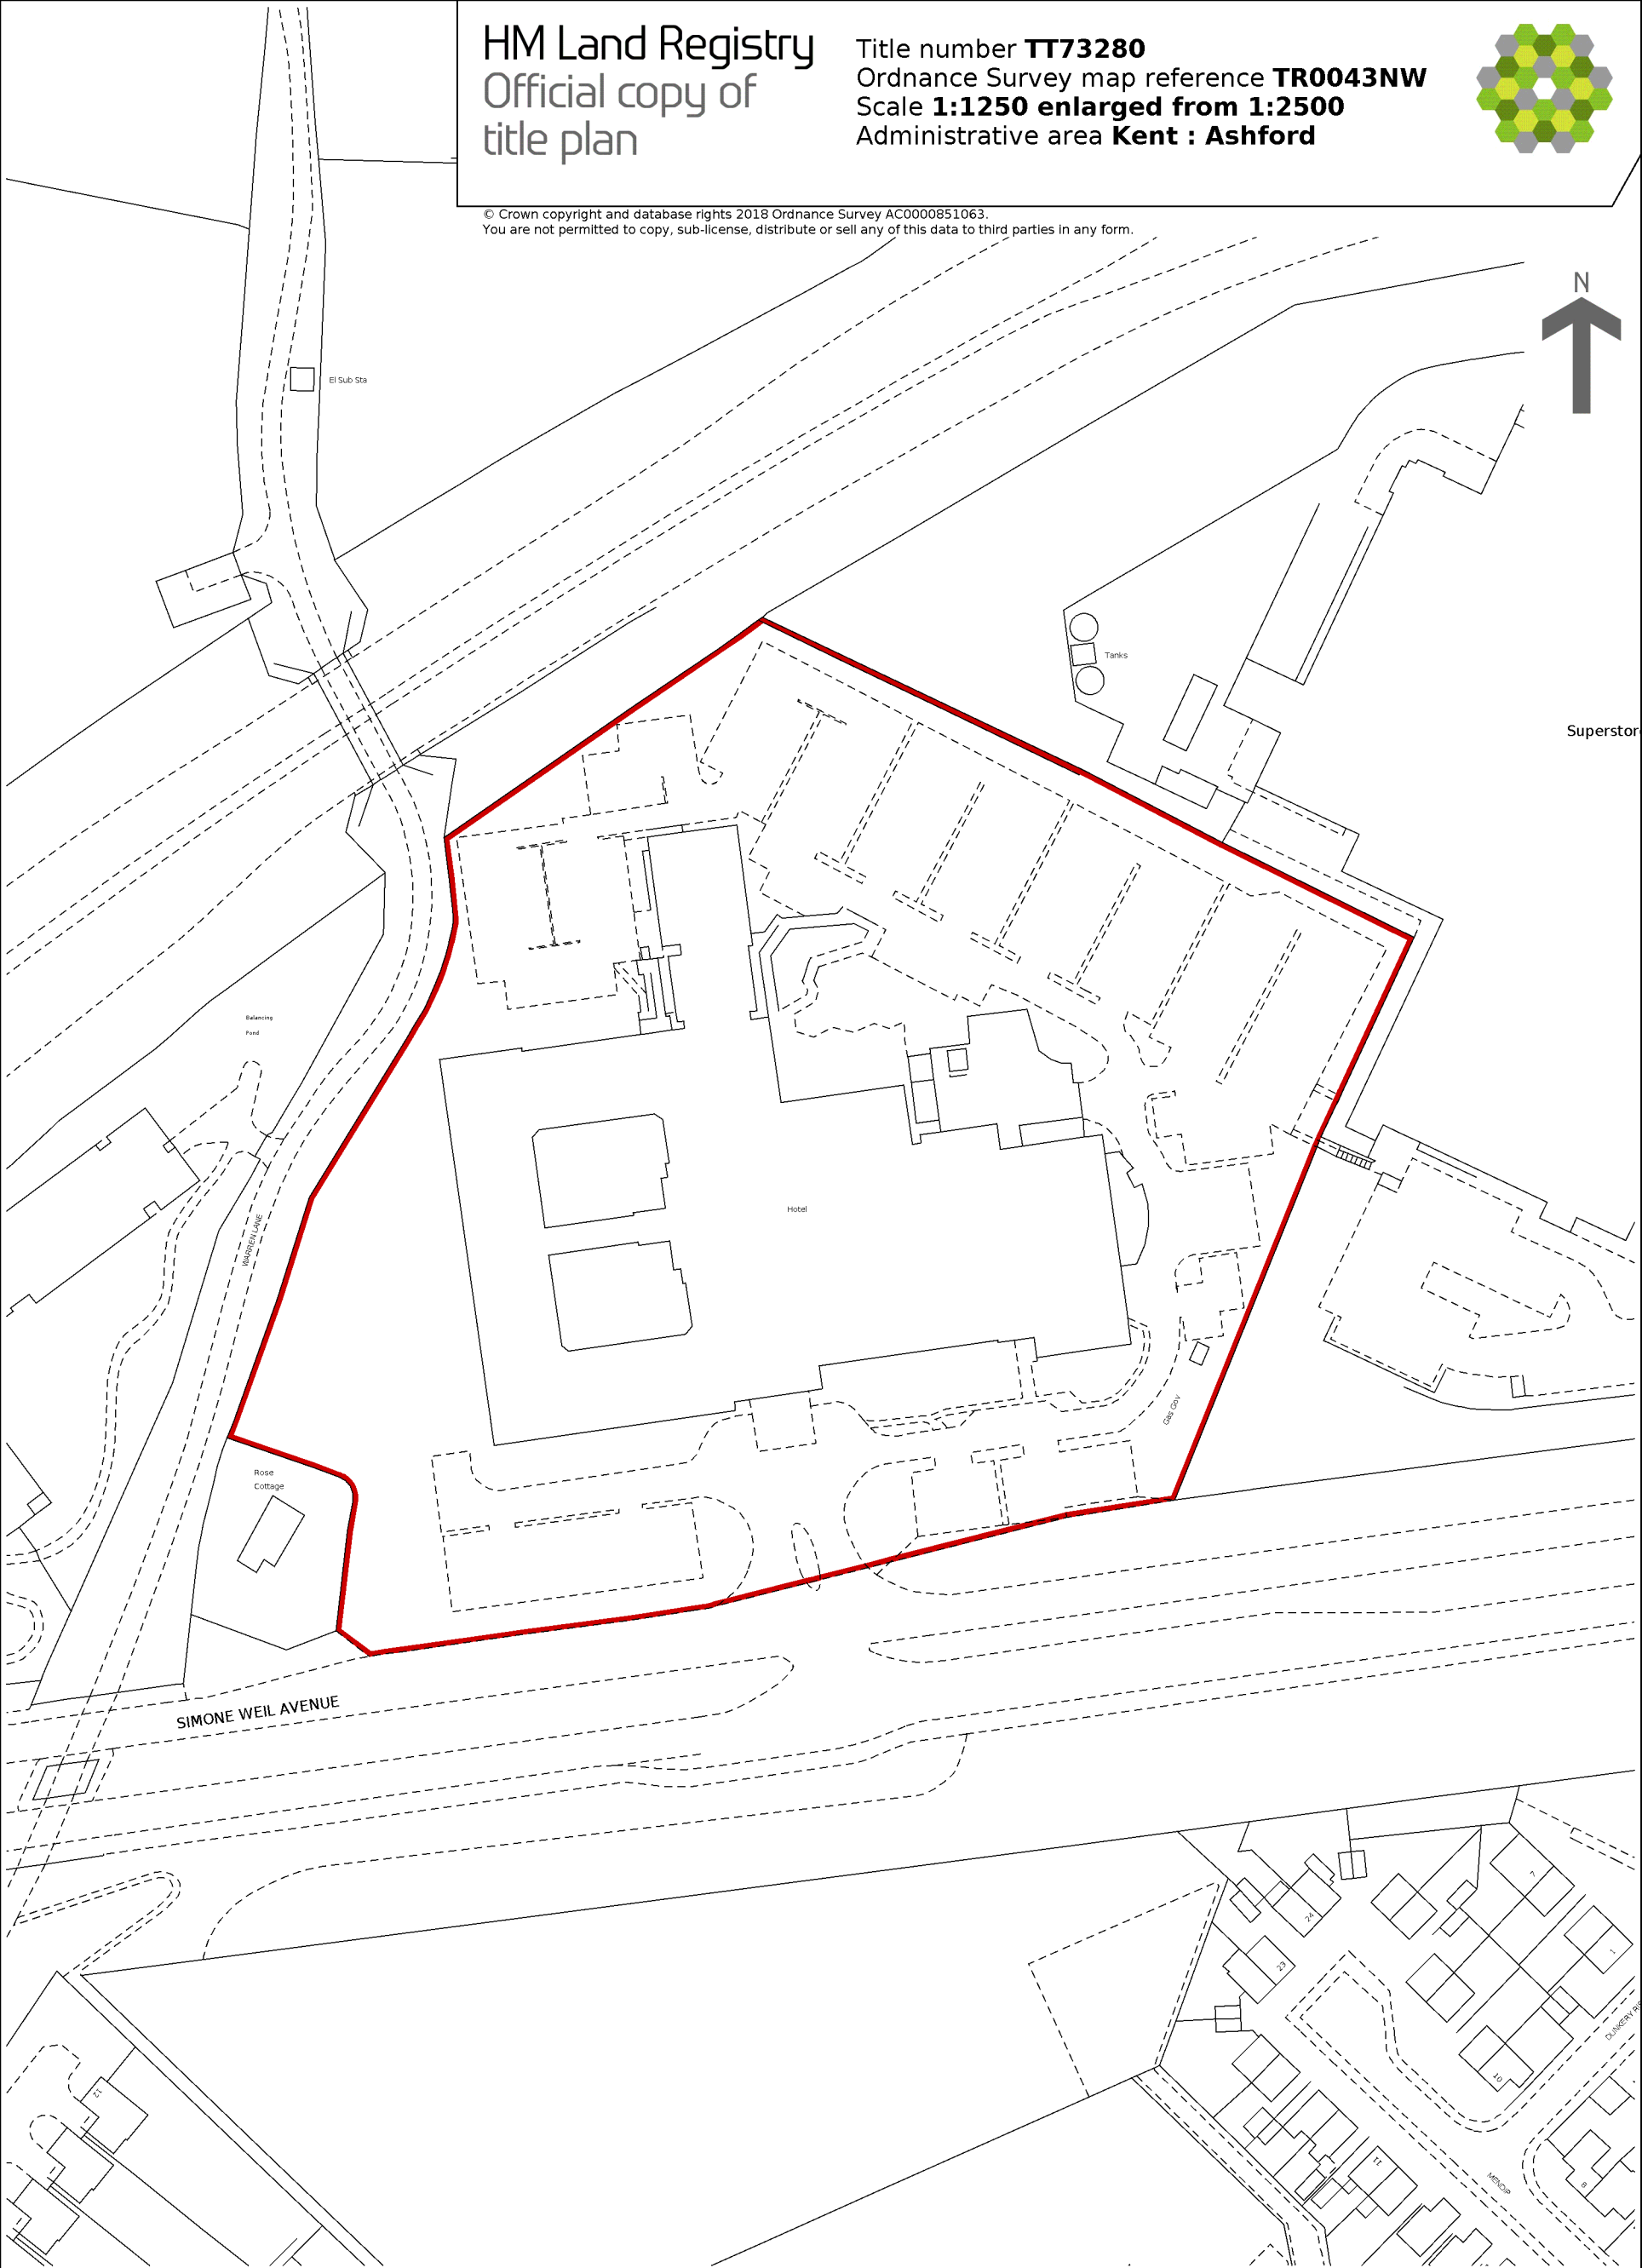 HM Land Registry
Official copy of
title plan
Title number TT73280
Ordnance Survey map reference TR0043NW
Scale 1:1250 enlarged from 1:2500
Administrative area Kent : Ashford
© Crown copyright and database rights 2018 Ordnance Survey AC0000851063.
You are not permitted to copy, sub-license, distribute or sell any of this data to third parties in any form.
N
El Sub Sta
Tanks
Superstor
Balancing
Pond
WARREN LANE
Hotel
Gas Gov
Rose
Cottage
SIMONE WEIL AVENUE
7
24
1
23
DUNKERY RI
10
12
11
MENDIP
8